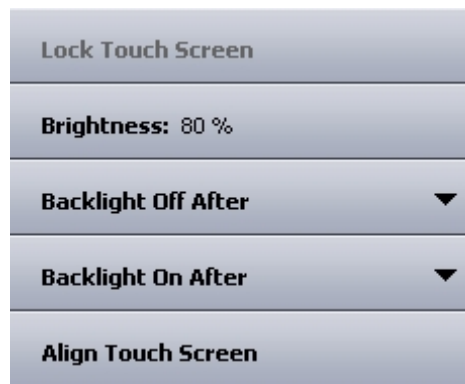 Lock Touch Screen
Brightness: 80 %
Backlight Off After
Backlight On After
Align Touch Screen